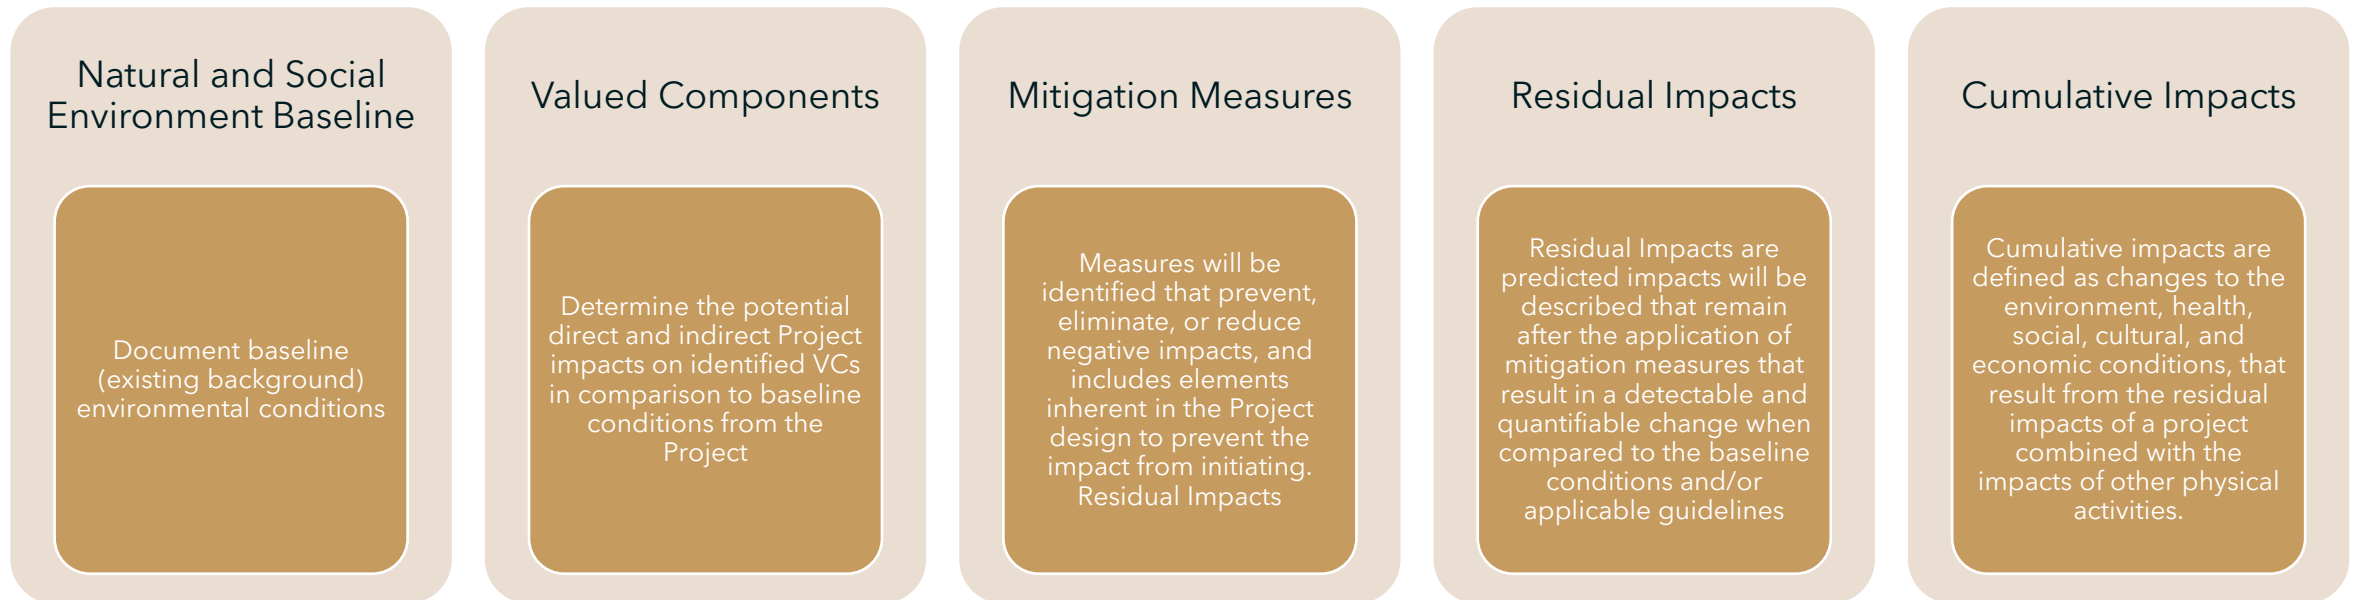 Natural and Social
Environment Baseline
Document baseline
(existing background)
environmental conditions
Valued Components
Determine the potential
direct and indirect Project
impacts on identified VCs
in comparison to baseline
conditions from the
Project
Mitigation Measures
Measures will be
identified that prevent,
eliminate, or reduce
negative impacts, and
includes elements
inherent in the Project
design to prevent the
impact from initiating.
Residual Impacts
Residual Impacts
Residual Impacts are
predicted impacts will be
described that remain
after the application of
mitigation measures that
result in a detectable and
quantifiable change when
compared to the baseline
conditions and/or
applicable guidelines
Cumulative Impacts
Cumulative impacts are
defined as changes to the
environment, health,
social, cultural, and
economic conditions, that
result from the residual
impacts of a project
combined with the
impacts of other physical
activities.